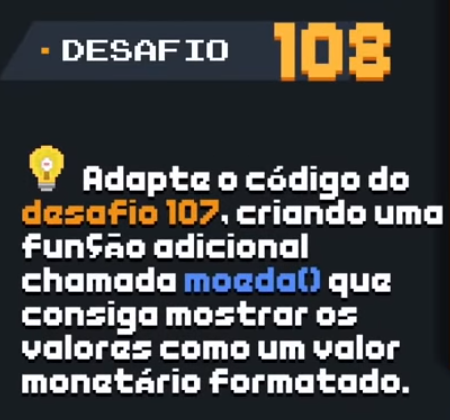 DESAFIO 108
Adapte o código do
desafio 107, criando uma
função adicional
chamada moeda() que
consiga mostrar os
valores como um valor
monetário formatado.